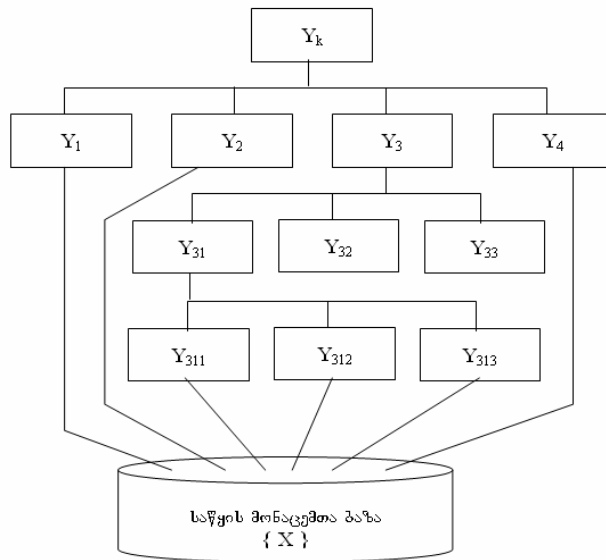 Yₖ
Y₁ Y₂ Y₃ Y₄
Y₃₁ Y₃₂ Y₃₃
Y₃₁₁ Y₃₁₂ Y₃₁₃
საწყის მონაცემთა ბაზა
{ X }